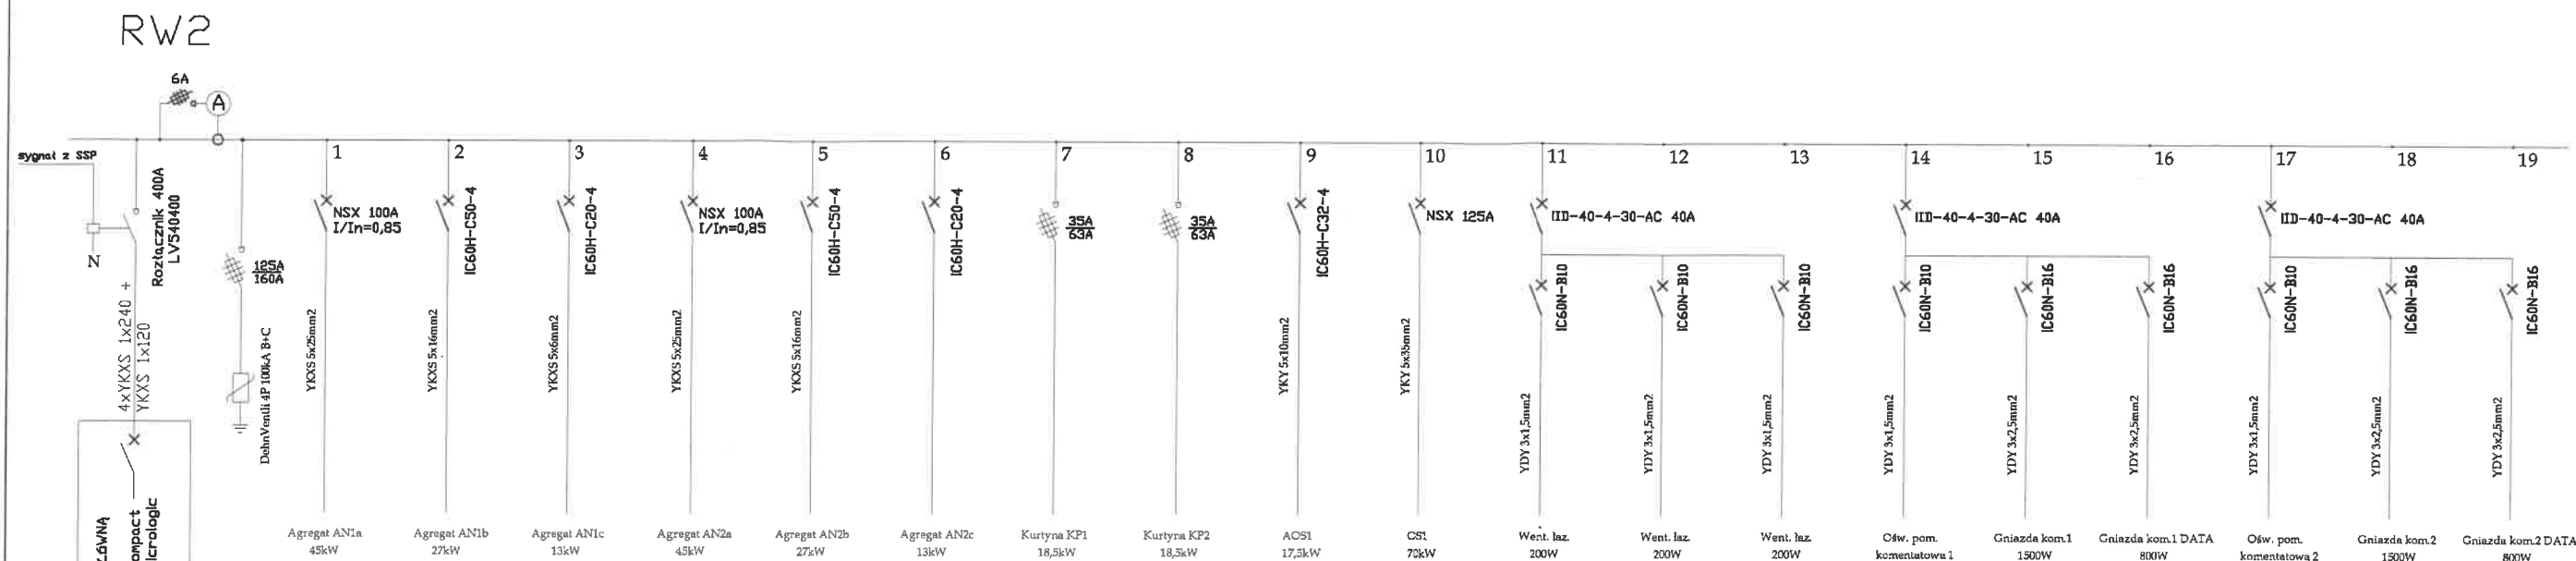 RW2
6A
A
sygnał z SSP
N
Rozłącznik 400A
LV540400
4xYKXS 1x240 +
YKXS 1x120
ompact
icrologic
125A
160A
DehnVentil 4P 100kA B+C
1
NSX 100A
I/In=0,85
YKXS 5x25mm2
Agregat AN1a
45kW
2
IC60H-C50-4
YKXS 5x16mm2
Agregat AN1b
27kW
3
IC60H-C20-4
YKXS 5x6mm2
Agregat AN1c
13kW
4
NSX 100A
I/In=0,85
YKXS 5x25mm2
Agregat AN2a
45kW
5
IC60H-C50-4
YKXS 5x16mm2
Agregat AN2b
27kW
6
IC60H-C20-4
Agregat AN2c
13kW
7
35A
63A
Kurtyna KP1
18,5kW
8
35A
63A
Kurtyna KP2
18,5kW
9
IC60H-C32-4
YKY 5x10mm2
AOS1
17,5kW
10
NSX 125A
YKY 5x35mm2
OS1
70kW
11
IID-40-4-30-AC 40A
IC60N-B10
YDY 3x1,5mm2
Went. łaz.
200W
12
IC60N-B10
YDY 3x1,5mm2
Went. łaz.
200W
13
IC60N-B10
YDY 3x1,5mm2
Went. łaz.
200W
14
IID-40-4-30-AC 40A
IC60N-B10
YDY 3x1,5mm2
Ośw. pom.
komentatowa 1
15
IC60N-B16
YDY 3x2,5mm2
Gniazda kom.1
1500W
16
IC60N-B16
YDY 3x2,5mm2
Gniazda kom.1 DATA
800W
17
IID-40-4-30-AC 40A
IC60N-B10
YDY 3x1,5mm2
Ośw. pom.
komentatowa 2
18
IC60N-B16
YDY 3x2,5mm2
Gniazda kom.2
1500W
19
IC60N-B16
YDY 3x2,5mm2
Gniazda kom.2 DATA
800W